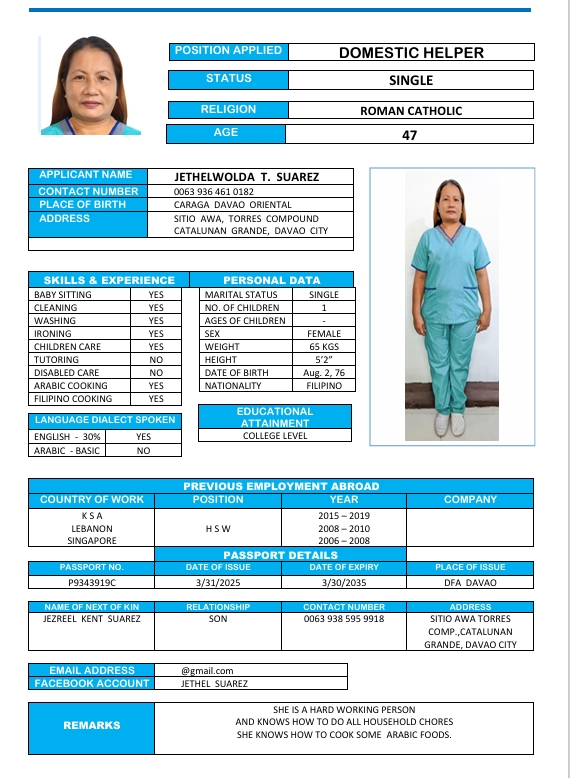 POSITION APPLIED DOMESTIC HELPER
STATUS SINGLE
RELIGION ROMAN CATHOLIC
AGE 47
APPLICANT NAME JETHELWOLDA T. SUAREZ
CONTACT NUMBER 0063 936 461 0182
PLACE OF BIRTH CARAGA DAVAO ORIENTAL
ADDRESS SITIO AWA, TORRES COMPOUND
CATALUNAN GRANDE, DAVAO CITY
SKILLS & EXPERIENCE
BABY SITTING YES
CLEANING YES
WASHING YES
IRONING YES
CHILDREN CARE YES
TUTORING NO
DISABLED CARE NO
ARABIC COOKING YES
FILIPINO COOKING YES
LANGUAGE DIALECT SPOKEN
ENGLISH - 30% YES
ARABIC - BASIC NO
PERSONAL DATA
MARITAL STATUS SINGLE
NO. OF CHILDREN 1
AGES OF CHILDREN -
SEX FEMALE
WEIGHT 65 KGS
HEIGHT 5’2”
DATE OF BIRTH Aug. 2, 76
NATIONALITY FILIPINO
EDUCATIONAL
ATTAINMENT
COLLEGE LEVEL
PREVIOUS EMPLOYMENT ABROAD
COUNTRY OF WORK POSITION YEAR COMPANY
K S A 2015 – 2019
LEBANON H S W 2008 – 2010
SINGAPORE 2006 – 2008
PASSPORT DETAILS
PASSPORT NO. DATE OF ISSUE DATE OF EXPIRY PLACE OF ISSUE
P9343919C 3/31/2025 3/30/2035 DFA DAVAO
NAME OF NEXT OF KIN RELATIONSHIP CONTACT NUMBER ADDRESS
JEZREEL KENT SUAREZ SON 0063 938 595 9918 SITIO AWA TORRES
COMP.,CATALUNAN
GRANDE, DAVAO CITY
EMAIL ADDRESS @gmail.com
FACEBOOK ACCOUNT JETHEL SUAREZ
REMARKS
SHE IS A HARD WORKING PERSON
AND KNOWS HOW TO DO ALL HOUSEHOLD CHORES
SHE KNOWS HOW TO COOK SOME ARABIC FOODS.